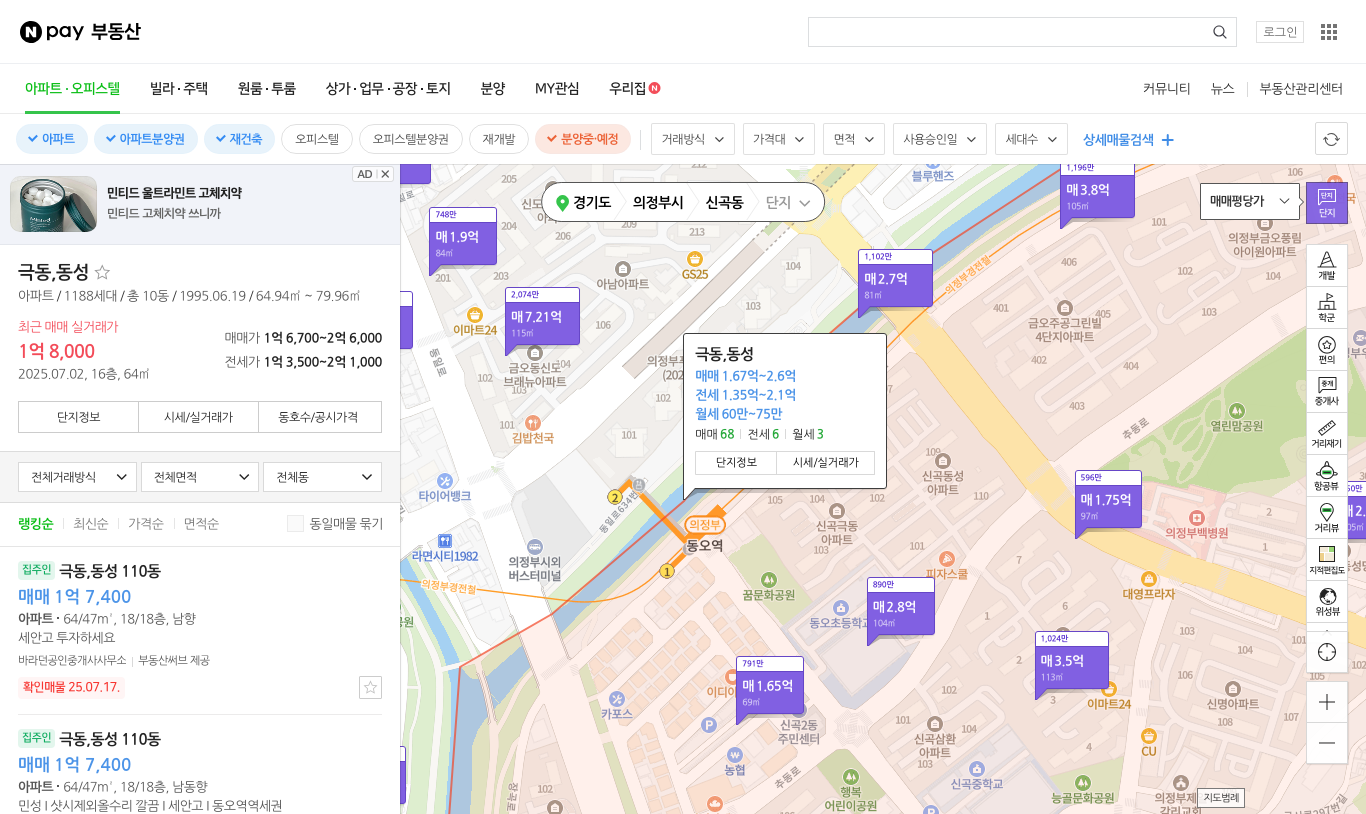 N pay 부동산
로그인
아파트·오피스텔
빌라·주택
원룸·투룸
상가·업무·공장·토지
분양
MY관심
우리집 N
커뮤니티
뉴스
부동산관리센터
아파트
아파트분양권
재건축
오피스텔
오피스텔분양권
재개발
분양중·예정
거래방식
가격대
면적
사용승인일
세대수
상세매물검색
AD
민티드 울트라민트 고체치약
민티드 고체치약 쓰니까
극동,동성
아파트 / 1188세대 / 총 10동 / 1995.06.19 / 64.94㎡ ~ 79.96㎡
최근 매매 실거래가
1억 8,000
2025.07.02, 16층, 64㎡
매매가 1억 6,700~2억 6,000
전세가 1억 3,500~2억 1,000
단지정보
시세/실거래가
동호수/공시가격
전체거래방식
전체면적
전체동
랭킹순
최신순
가격순
면적순
동일매물 묶기
집주인 극동,동성 110동
매매 1억 7,400
아파트 · 64/47㎡, 18/18층, 남향
세안고 투자하세요
바라던공인중개사사무소
부동산써브 제공
확인매물 25.07.17.
집주인 극동,동성 110동
매매 1억 7,400
아파트 · 64/47㎡, 18/18층, 남동향
민성 I 샷시제외올수리 깔끔 I 세안고 I 동오역역세권
경기도
의정부시
신곡동
단지
매매평당가
단지
단지
개발
학군
편의
중개
중개사
거리재기
항공뷰
거리뷰
지적편집도
위성뷰
지도범례
748만
매 1.9억
84㎡
2,074만
매 7.21억
115㎡
1,102만
매 2.7억
81㎡
1,196만
매 3.8억
105㎡
596만
매 1.75억
97㎡
890만
매 2.8억
104㎡
1,024만
매 3.5억
113㎡
791만
매 1.65억
69㎡
극동,동성
매매 1.67억~2.6억
전세 1.35억~2.1억
월세 60만~75만
매매 68
전세 6
월세 3
단지정보
시세/실거래가
블루핸즈
GS25
아남아파트
이마트24
금오동신도
브래뉴아파트
김밥천국
타이어뱅크
라면시티1982
의정부시외
버스터미널
동일로
동일로634번
의정부경전철
의정부경전철
의정부
동오역
1
2
꿈문화공원
동오초등학교
피자스쿨
신곡극동
아파트
신곡동성
아파트
금오주공그린빌
4단지아파트
의정부금오풍림
아이원아파트
열린맘공원
추동로
의정부백병원
대영프라자
이마트24
신명아파트
CU
카포스
농협
신곡2동
주민센터
신곡삼환
아파트
신곡중학교
행복
어린이공원
능골문화공원
추동로
205
204
206
209
213
212
201
203
104
103
106
102
101
102
101
406
404
402
403
102
101
103
105
107
108